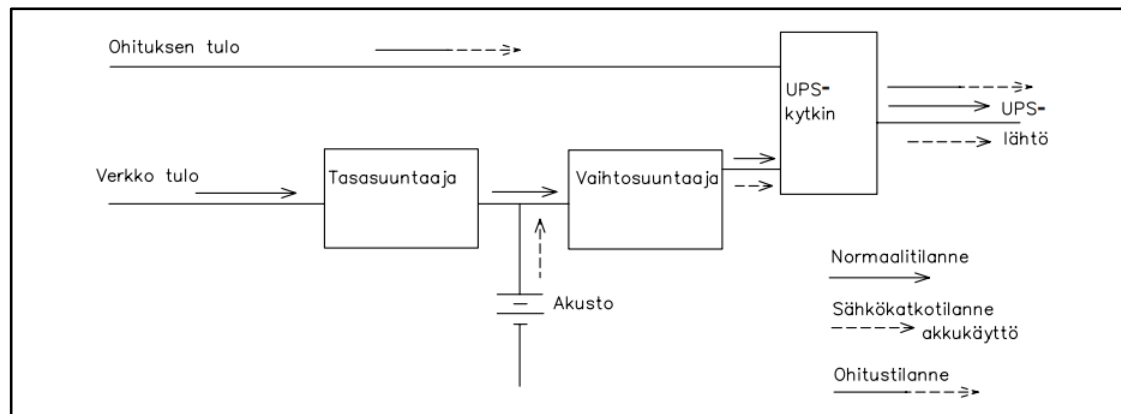 Ohituksen tulo
UPS-
kytkin
UPS-
lähtö
Verkko tulo
Tasasuuntaaja
Vaihtosuuntaaja
Akusto
Normaalitilanne
Sähkökatkotilanne
akkukäyttö
Ohitustilanne